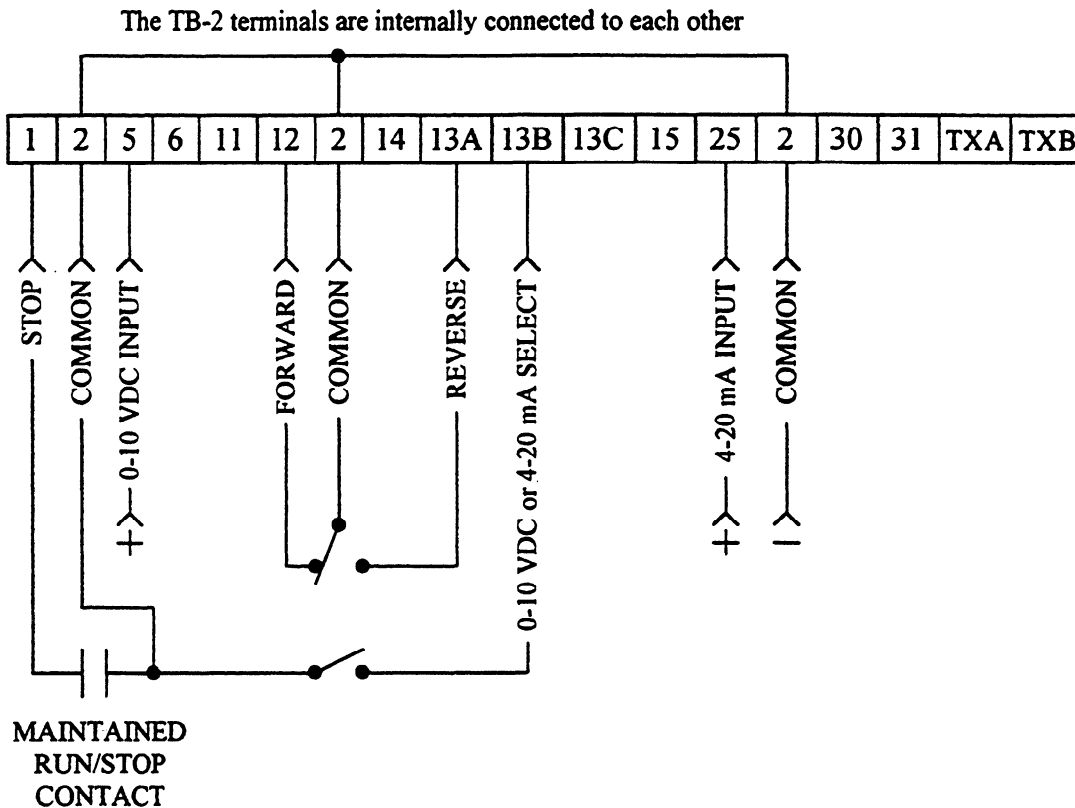 The TB-2 terminals are internally connected to each other
1 2 5 6 11 12 2 14 13A 13B 13C 15 25 2 30 31 TXA TXB
STOP
COMMON
0-10 VDC INPUT
FORWARD
COMMON
REVERSE
0-10 VDC or 4-20 mA SELECT
4-20 mA INPUT
COMMON
+
+
−
MAINTAINED
RUN/STOP
CONTACT